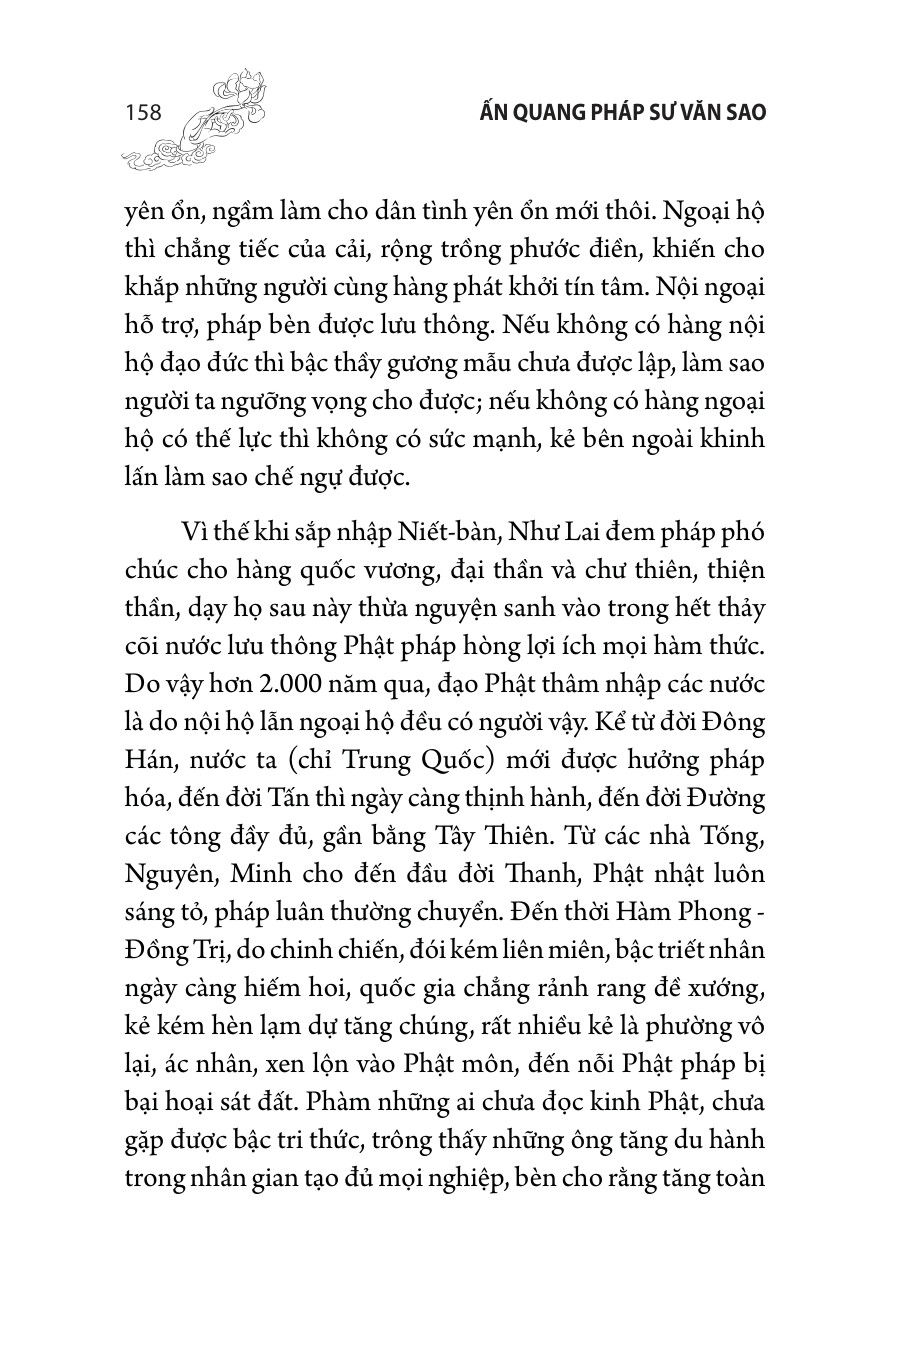 158
ẤN QUANG PHÁP SƯ VĂN SAO
yên ổn, ngầm làm cho dân tình yên ổn mới thôi. Ngoại hộ
thì chẳng tiếc của cải, rộng trồng phước điền, khiến cho
khắp những người cùng hàng phát khởi tín tâm. Nội ngoại
hỗ trợ, pháp bèn được lưu thông. Nếu không có hàng nội
hộ đạo đức thì bậc thầy gương mẫu chưa được lập, làm sao
người ta ngưỡng vọng cho được; nếu không có hàng ngoại
hộ có thế lực thì không có sức mạnh, kẻ bên ngoài khinh
lấn làm sao chế ngự được.
Vì thế khi sắp nhập Niết-bàn, Như Lai đem pháp phó
chúc cho hàng quốc vương, đại thần và chư thiên, thiện
thần, dạy họ sau này thừa nguyện sanh vào trong hết thảy
cõi nước lưu thông Phật pháp hòng lợi ích mọi hàm thức.
Do vậy hơn 2.000 năm qua, đạo Phật thâm nhập các nước
là do nội hộ lẫn ngoại hộ đều có người vậy. Kể từ đời Đông
Hán, nước ta (chỉ Trung Quốc) mới được hưởng pháp
hóa, đến đời Tấn thì ngày càng thịnh hành, đến đời Đường
các tông đầy đủ, gần bằng Tây Thiên. Từ các nhà Tống,
Nguyên, Minh cho đến đầu đời Thanh, Phật nhật luôn
sáng tỏ, pháp luân thường chuyển. Đến thời Hàm Phong -
Đồng Trị, do chinh chiến, đói kém liên miên, bậc triết nhân
ngày càng hiếm hoi, quốc gia chẳng rảnh rang đề xướng,
kẻ kém hèn lạm dự tăng chúng, rất nhiều kẻ là phường vô
lại, ác nhân, xen lộn vào Phật môn, đến nỗi Phật pháp bị
bại hoại sát đất. Phàm những ai chưa đọc kinh Phật, chưa
gặp được bậc tri thức, trông thấy những ông tăng du hành
trong nhân gian tạo đủ mọi nghiệp, bèn cho rằng tăng toàn